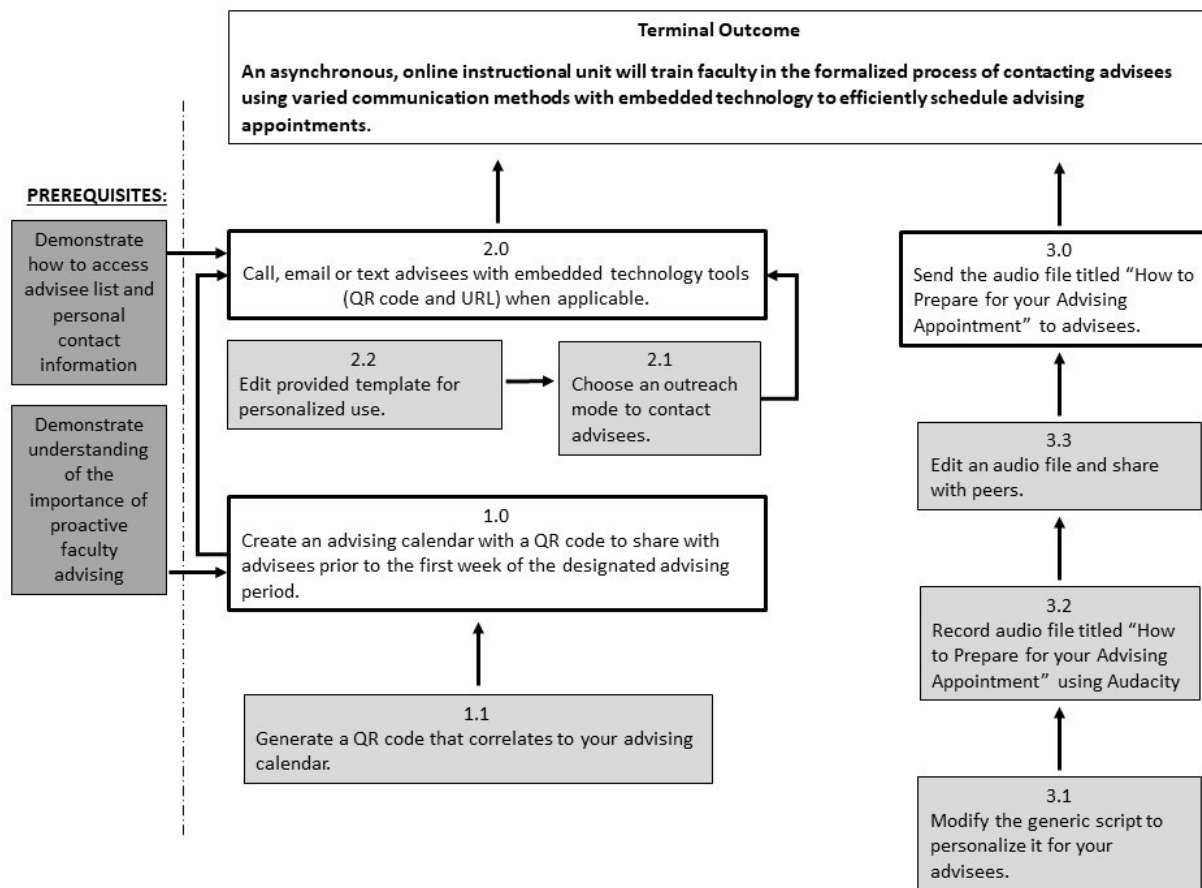 Terminal Outcome
An asynchronous, online instructional unit will train faculty in the formalized process of contacting advisees
using varied communication methods with embedded technology to efficiently schedule advising
appointments.
PREREQUISITES:
Demonstrate
how to access
advisee list and
personal
contact
information
Demonstrate
understanding
of the
importance of
proactive
faculty
advising
2.0
Call, email or text advisees with embedded technology tools
(QR code and URL) when applicable.
2.2
Edit provided template for
personalized use.
2.1
Choose an outreach
mode to contact
advisees.
1.0
Create an advising calendar with a QR code to share with
advisees prior to the first week of the designated advising
period.
1.1
Generate a QR code that correlates to your advising
calendar.
3.0
Send the audio file titled “How to
Prepare for your Advising
Appointment” to advisees.
3.3
Edit an audio file and share
with peers.
3.2
Record audio file titled “How
to Prepare for your Advising
Appointment” using Audacity
3.1
Modify the generic script to
personalize it for your
advisees.